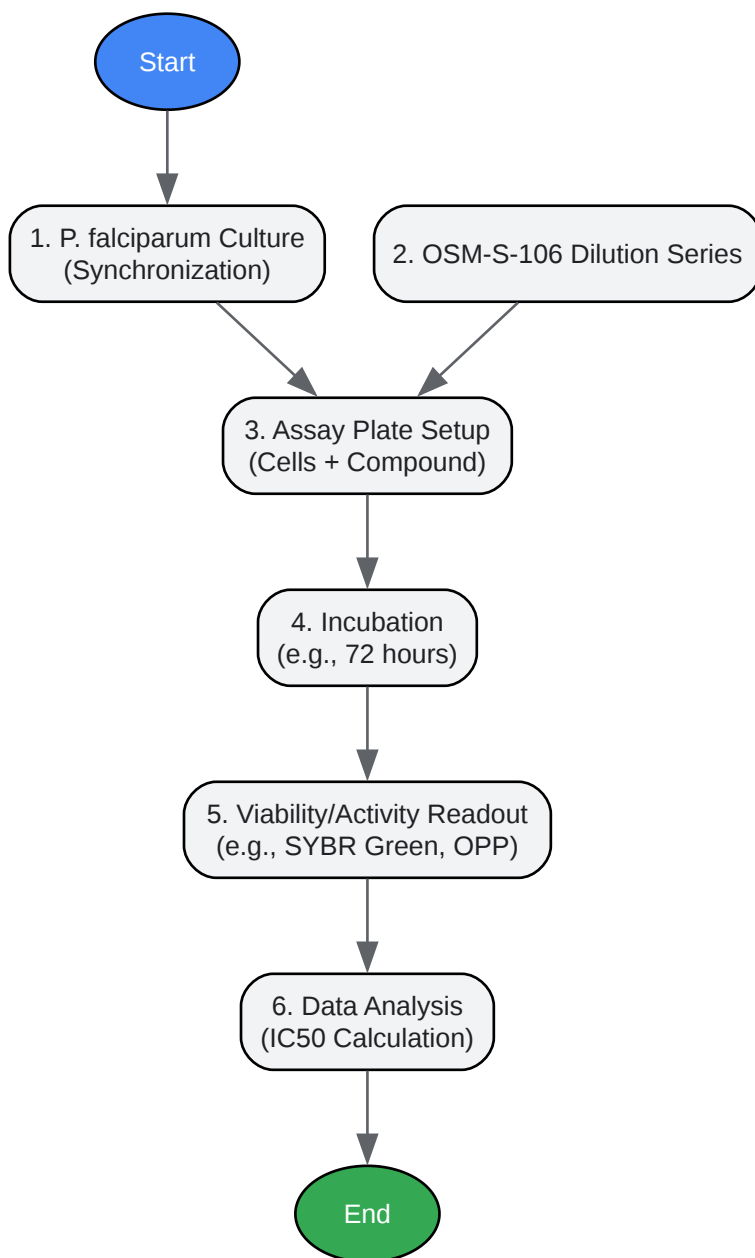 Start
1. P. falciparum Culture
(Synchronization)
2. OSM-S-106 Dilution Series
3. Assay Plate Setup
(Cells + Compound)
4. Incubation
(e.g., 72 hours)
5. Viability/Activity Readout
(e.g., SYBR Green, OPP)
6. Data Analysis
(IC50 Calculation)
End